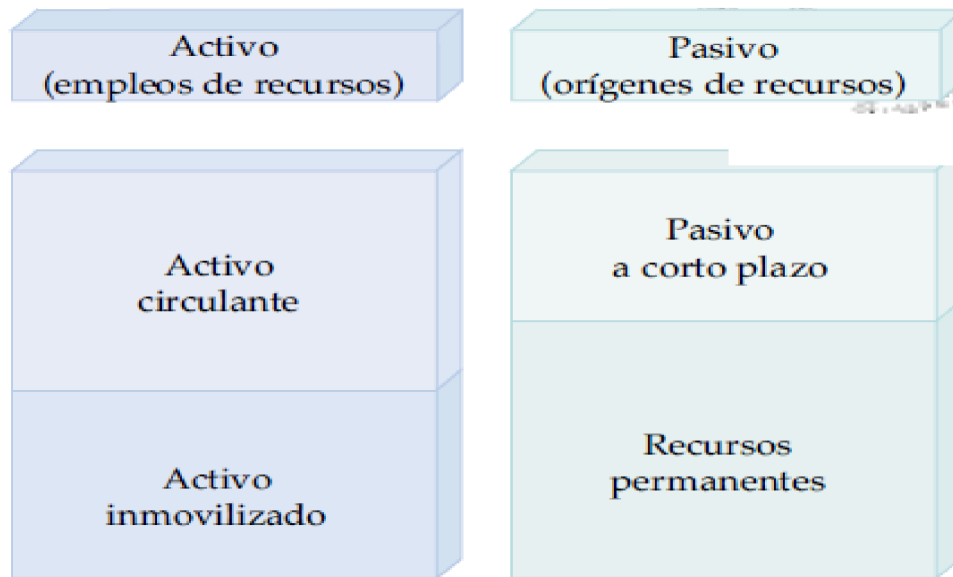 Activo
(empleos de recursos)
Pasivo
(orígenes de recursos)
Activo
circulante
Pasivo
a corto plazo
Activo
inmovilizado
Recursos
permanentes